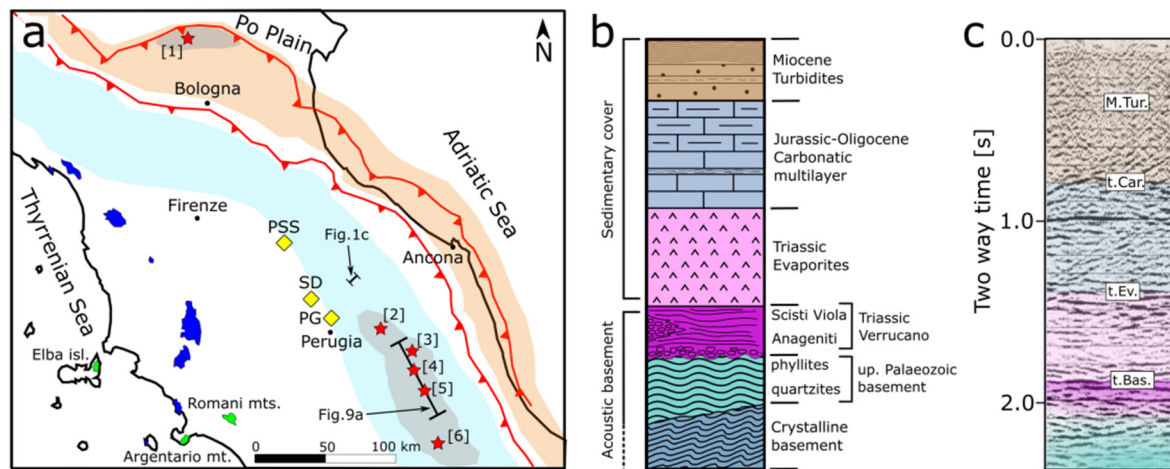 a
Po Plain
N
[1]
Bologna
Adriatic Sea
Thyrrenian Sea
Firenze
PSS
Fig.1c
Ancona
SD
PG
[2]
Perugia
[3]
[4]
[5]
Elba isl.
Fig.9a
Romani mts.
[6]
0 50 100 km
Argentario mt.
b
Sedimentary cover
Miocene
Turbidites
Jurassic-Oligocene
Carbonatic
multilayer
Triassic
Evaporites
Acoustic basement
Scisti Viola
Anageniti
Triassic
Verrucano
phyllites
quartzites
up. Palaeozoic
basement
Crystalline
basement
c
Two way time [s]
0.0
M.Tur.
t.Car.
1.0
t.Ev.
t.Bas.
2.0